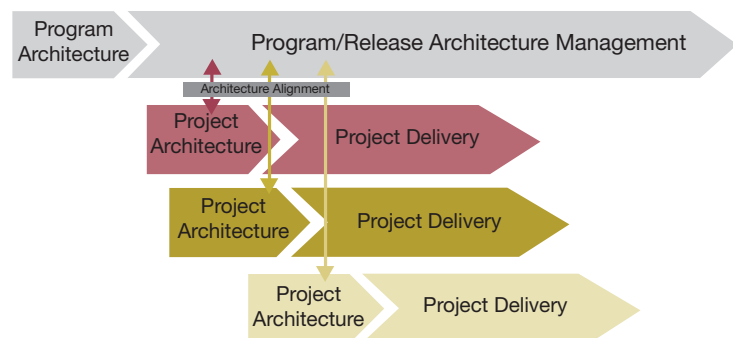 Program
Architecture
Program/Release Architecture Management
Architecture Alignment
Project
Architecture
Project Delivery
Project
Architecture
Project Delivery
Project
Architecture
Project Delivery